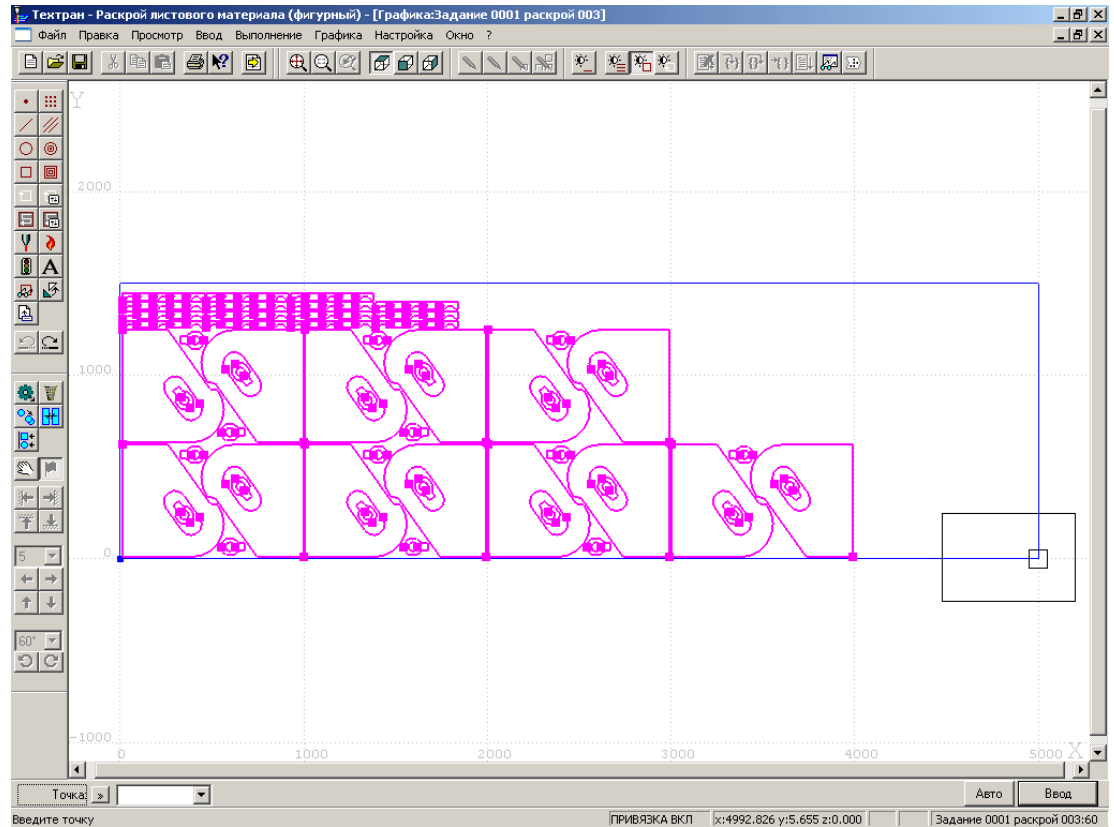 Техтран - Раскрой листового материала (фигурный) - [Графика:Задание 0001 раскрой 003]
Файл Правка Просмотр Ввод Выполнение Графика Настройка Окно ?
Y
2000
1000
0
-1000
0 1000 2000 3000 4000 5000 X
A
5
60°
Точка: »
Авто Ввод
Введите точку ПРИВЯЗКА ВКЛ x:4992.826 y:5.655 z:0.000 Задание 0001 раскрой 003:60